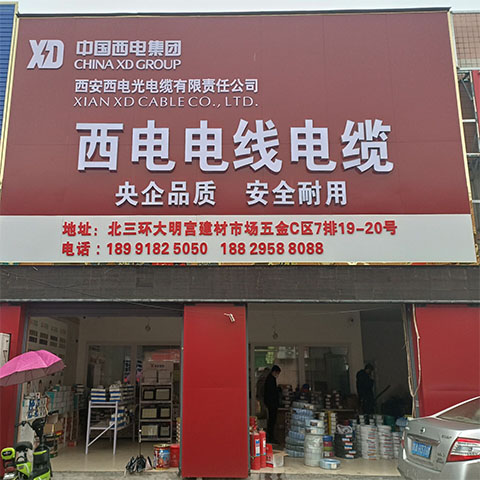 XD 中国西电集团
CHINA XD GROUP
西安西电光电缆有限责任公司
XIAN XD CABLE CO., LTD.
西电电线电缆
央企品质 安全耐用
地址：北三环大明宫建材市场五金C区7排19-20号
电话：189 9182 5050 188 2958 8088
XD